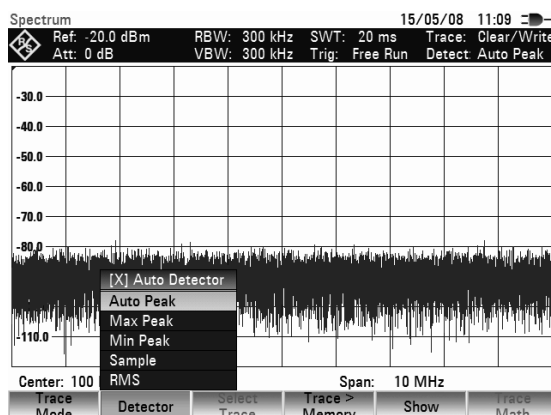 Spectrum 15/05/08 11:09
Ref: -20.0 dBm RBW: 300 kHz SWT: 20 ms Trace: Clear/Write
Att: 0 dB VBW: 300 kHz Trig: Free Run Detect: Auto Peak
-30.0
-40.0
-50.0
-60.0
-70.0
-80.0
[X] Auto Detector
Auto Peak
Max Peak
-110.0 Min Peak
Sample
RMS
Center: 100 Span: 10 MHz
Trace Mode Detector Select Trace Trace > Memory Show Trace Math